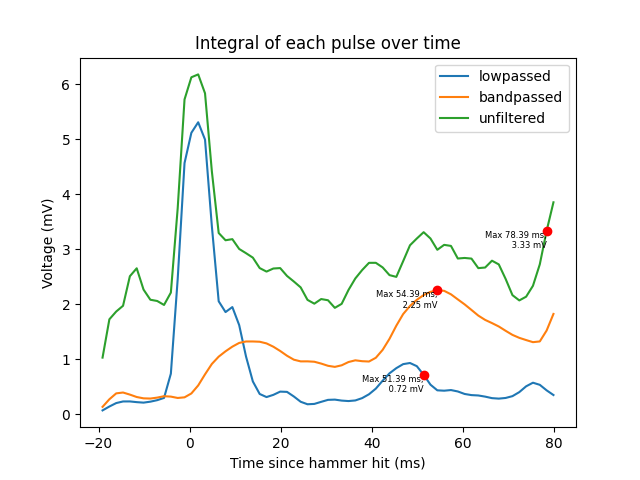 Integral of each pulse over time
lowpassed
bandpassed
unfiltered
Voltage (mV)
6
5
4
3
2
1
0
Max 78.39 ms,
3.33 mV
Max 54.39 ms,
2.25 mV
Max 51.39 ms,
0.72 mV
−20
0
20
40
60
80
Time since hammer hit (ms)